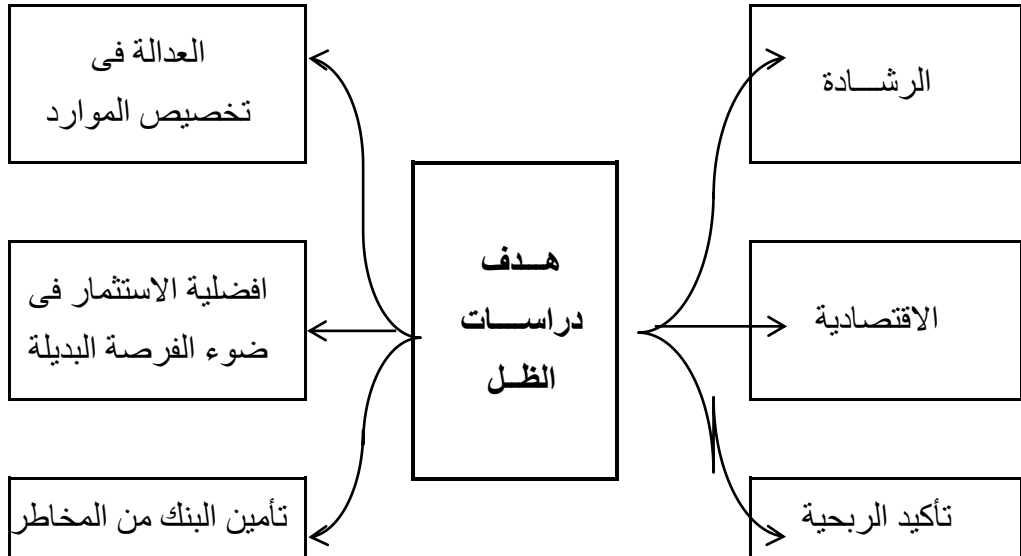 الرشـــادة
العدالة فى
تخصيص الموارد
هـــدف
دراســـات
الظــل
الاقتصادية
افضلية الاستثمار فى
ضوء الفرصة البديلة
تأكيد الربحية
تأمين البنك من المخاطر